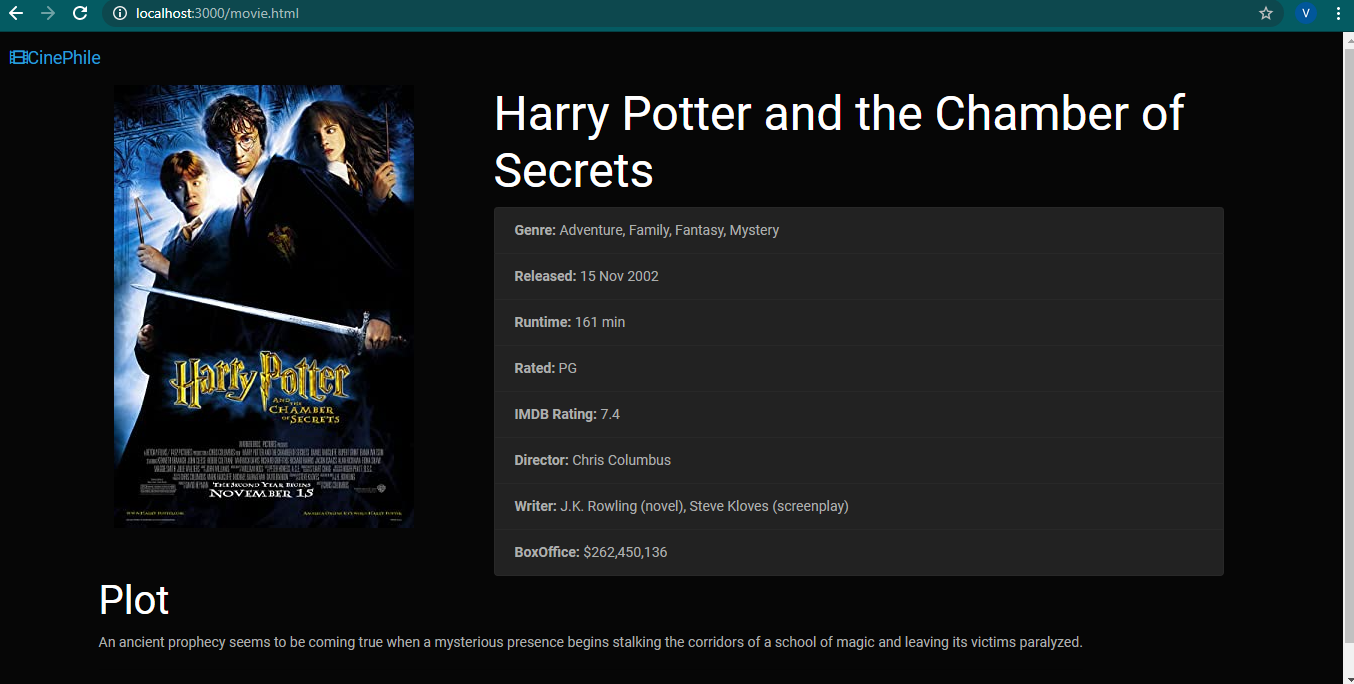 localhost:3000/movie.html
V
CinePhile
Harry Potter and the Chamber of
Secrets
Genre: Adventure, Family, Fantasy, Mystery
Released: 15 Nov 2002
Runtime: 161 min
Rated: PG
IMDB Rating: 7.4
Director: Chris Columbus
Writer: J.K. Rowling (novel), Steve Kloves (screenplay)
BoxOffice: $262,450,136
Harry Potter
AND THE
CHAMBER
OF SECRETS
THE SECOND YEAR BEGINS
NOVEMBER 15
Plot
An ancient prophecy seems to be coming true when a mysterious presence begins stalking the corridors of a school of magic and leaving its victims paralyzed.